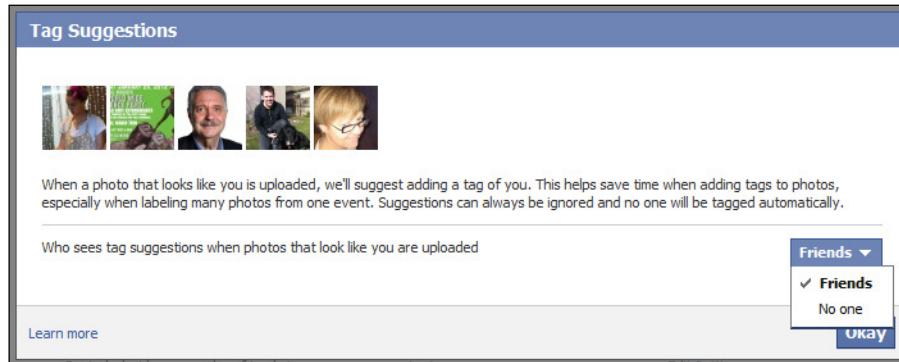 Tag Suggestions
When a photo that looks like you is uploaded, we'll suggest adding a tag of you. This helps save time when adding tags to photos,
especially when labeling many photos from one event. Suggestions can always be ignored and no one will be tagged automatically.
Who sees tag suggestions when photos that look like you are uploaded
Friends
Friends
No one
Learn more
Okay